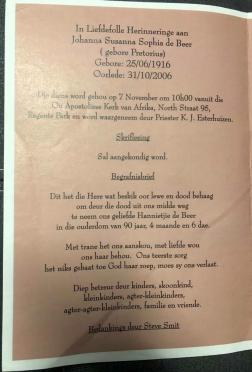 In Liefdefolle Herinneringe aan
Johanna Susanna Sophia de Beer
( gebore Pretorius)
Gebore: 25/06/1916
Oorlede: 31/10/2006
Die diens word gehou op 7 November om 10h00 vanuit die
Ou Apostoliese Kerk van Afrika, North Straat 95,
Regents Park en word waargeneem deur Priester K. J. Esterhuizen.
Skriflesing
Sal aangekondig word.
Begrafnisbrief
Dit het die Here wat beskik oor lewe en dood behaag
om deur die dood uit ons midde weg
te neem ons geliefde Hannietjie de Beer
in die ouderdom van 90 jaar, 4 maande en 6 dae.
Met trane het ons aanskou, met liefde wou
ons haar behou. Ons teerste sorg
het niks gebaat toe God haar roep, moes sy ons verlaat.
Diep betreur deur kinders, skoonkind,
kleinkinders, agter-kleinkinders,
agter-agter-kleinkinders, familie en vriende.
Bedankings deur Steve Smit